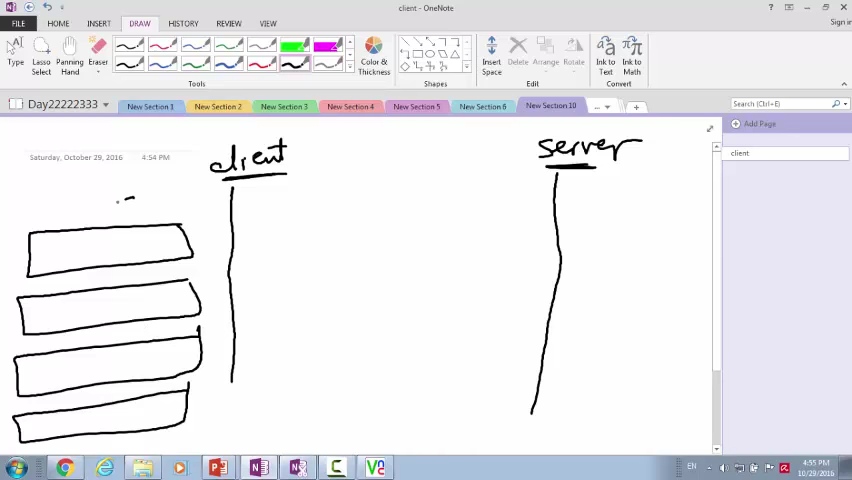 client - OneNote
FILE HOME INSERT DRAW HISTORY REVIEW VIEW
Sign in
Type Lasso Select Panning Hand Eraser
Color & Thickness
Insert Space Delete Arrange Rotate
Ink to Text Ink to Math
Tools Shapes Edit Convert
Day22222333 New Section 1 New Section 2 New Section 3 New Section 4 New Section 5 New Section 6 New Section 10 ... +
Search (Ctrl+E)
Add Page
client
Saturday, October 29, 2016 4:54 PM
client server
EN
4:55 PM
10/29/2016